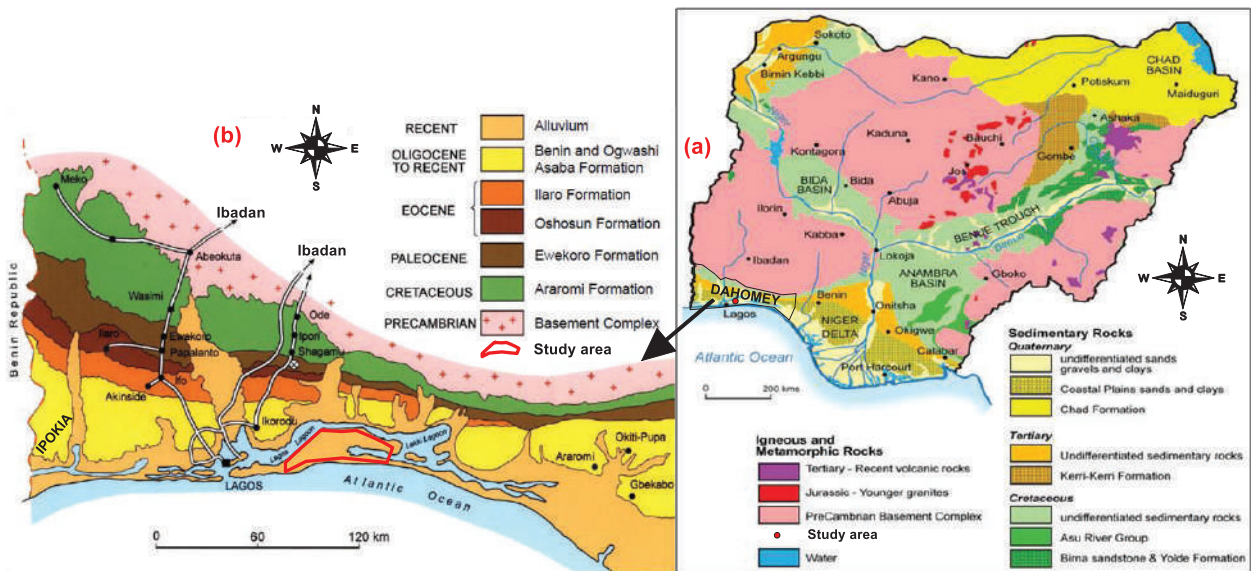 (b)
N
W E
S
Benin Republic
Meko
Ibadan
Ibadan
Abeokuta
Wasimi
Ode
Ipori
Shagamu
Ilaro
Ewekoro
Papalanto
Ifo
Akinside
IPOKIA
Ikorodu
Lagos Lagoon
Lekki Lagoon
LAGOS
Atlantic Ocean
Araromi
Okiti-Pupa
Gbekabo
0 60 120 km
RECENT Alluvium
OLIGOCENE TO RECENT Benin and Ogwashi
Asaba Formation
EOCENE Ilaro Formation
Oshosun Formation
PALEOCENE Ewekoro Formation
CRETACEOUS Araromi Formation
PRECAMBRIAN Basement Complex
Study area
(a)
Sokoto
Argungu
Birnin Kebbi
Kano
CHAD
BASIN
Potiskum
Maiduguri
Ashaka
Niger
Kaduna
Bauchi
Kontagora
Gombe
Jos
BIDA
BASIN
Bida
Abuja
Ilorin
BENUE TROUGH
Benue
Kabba
Lokoja
Ibadan
Niger
ANAMBRA
BASIN
Gboko
DAHOMEY
Benin
Onitsha
Lagos
NIGER
DELTA
Okigwe
Calabar
Atlantic Ocean
Port Harcourt
0 200 kms
N
W E
S
Igneous and
Metamorphic Rocks
Tertiary - Recent volcanic rocks
Jurassic - Younger granites
PreCambrian Basement Complex
Study area
Water
Sedimentary Rocks
Quaternary
undifferentiated sands
gravels and clays
Coastal Plains sands and clays
Chad Formation
Tertiary
Undifferentiated sedimentary rocks
Kerri-Kerri Formation
Cretaceous
undifferentiated sedimentary rocks
Asu River Group
Bima sandstone & Yolde Formation